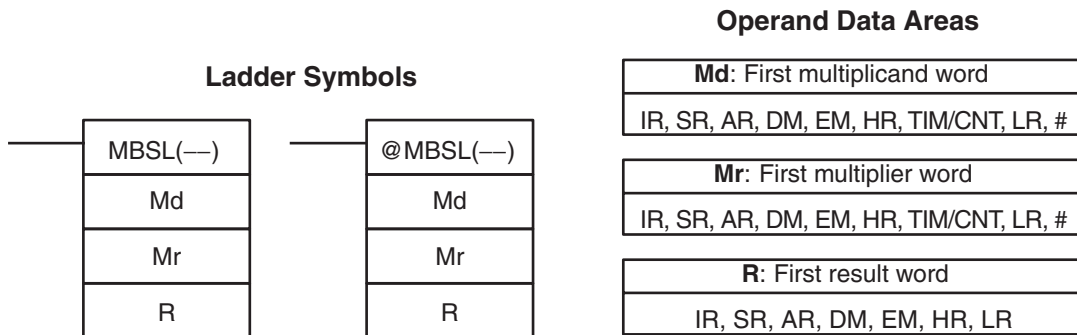 Ladder Symbols
MBSL(––)
Md
Mr
R
@MBSL(––)
Md
Mr
R
Operand Data Areas
Md: First multiplicand word
IR, SR, AR, DM, EM, HR, TIM/CNT, LR, #
Mr: First multiplier word
IR, SR, AR, DM, EM, HR, TIM/CNT, LR, #
R: First result word
IR, SR, AR, DM, EM, HR, LR